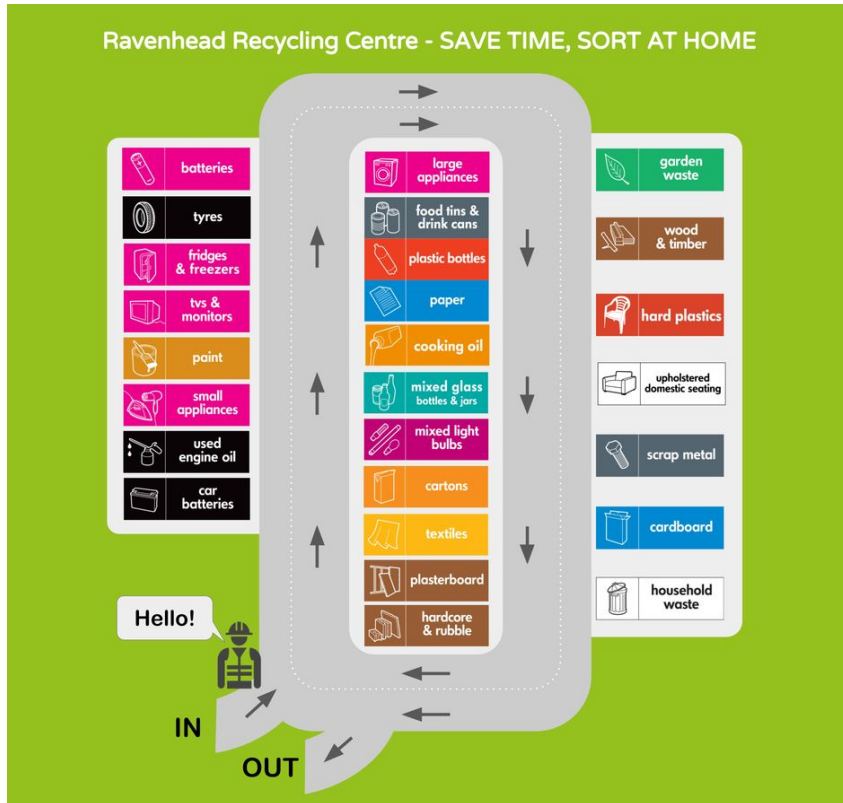 Ravenhead Recycling Centre - SAVE TIME, SORT AT HOME
batteries
tyres
fridges
& freezers
tvs &
monitors
paint
small
appliances
used
engine oil
car
batteries
large
appliances
food tins &
drink cans
plastic bottles
paper
cooking oil
mixed glass
bottles & jars
mixed light
bulbs
cartons
textiles
plasterboard
hardcore
& rubble
garden
waste
wood
& timber
hard plastics
upholstered
domestic seating
scrap metal
cardboard
household
waste
Hello!
IN
OUT